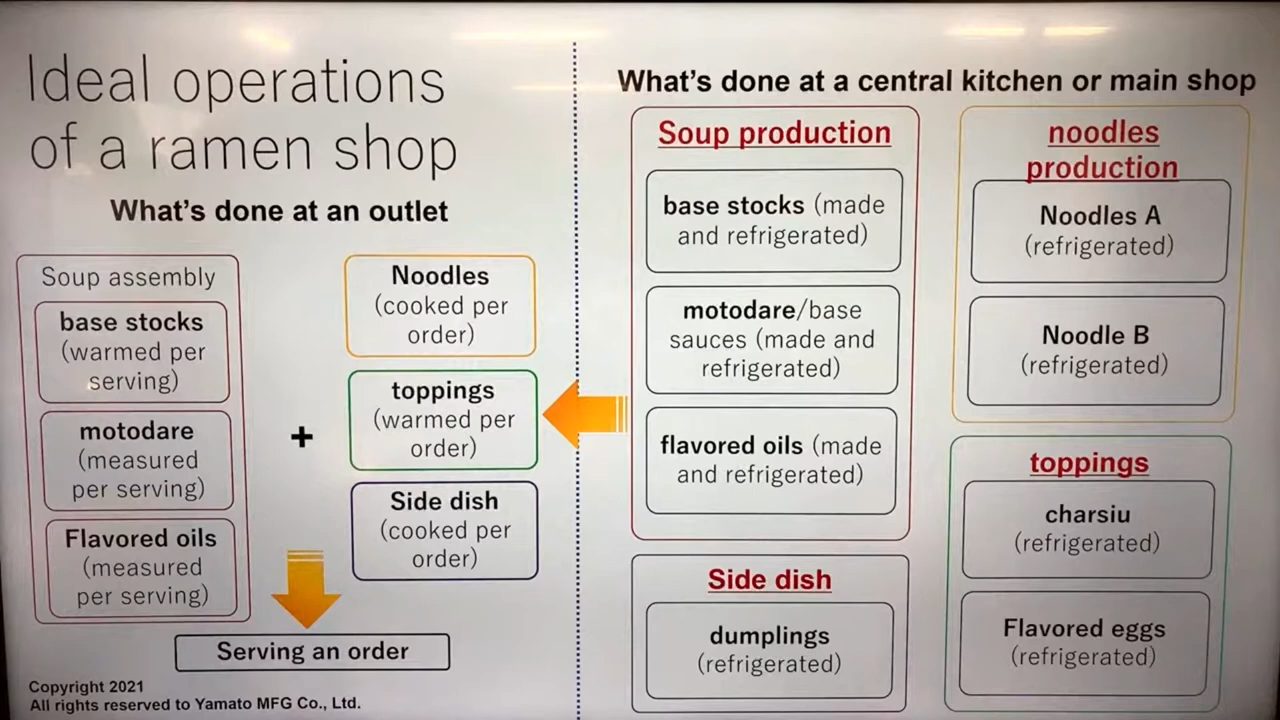 Ideal operations
of a ramen shop
What's done at an outlet
Soup assembly
base stocks
(warmed per
serving)
motodare
(measured
per serving)
Flavored oils
(measured
per serving)
+
Noodles
(cooked per
order)
toppings
(warmed per
order)
Side dish
(cooked per
order)
Serving an order
Copyright 2021
All rights reserved to Yamato MFG Co., Ltd.
What's done at a central kitchen or main shop
Soup production
base stocks (made
and refrigerated)
motodare/base
sauces (made and
refrigerated)
flavored oils (made
and refrigerated)
Side dish
dumplings
(refrigerated)
noodles
production
Noodles A
(refrigerated)
Noodle B
(refrigerated)
toppings
charsiu
(refrigerated)
Flavored eggs
(refrigerated)